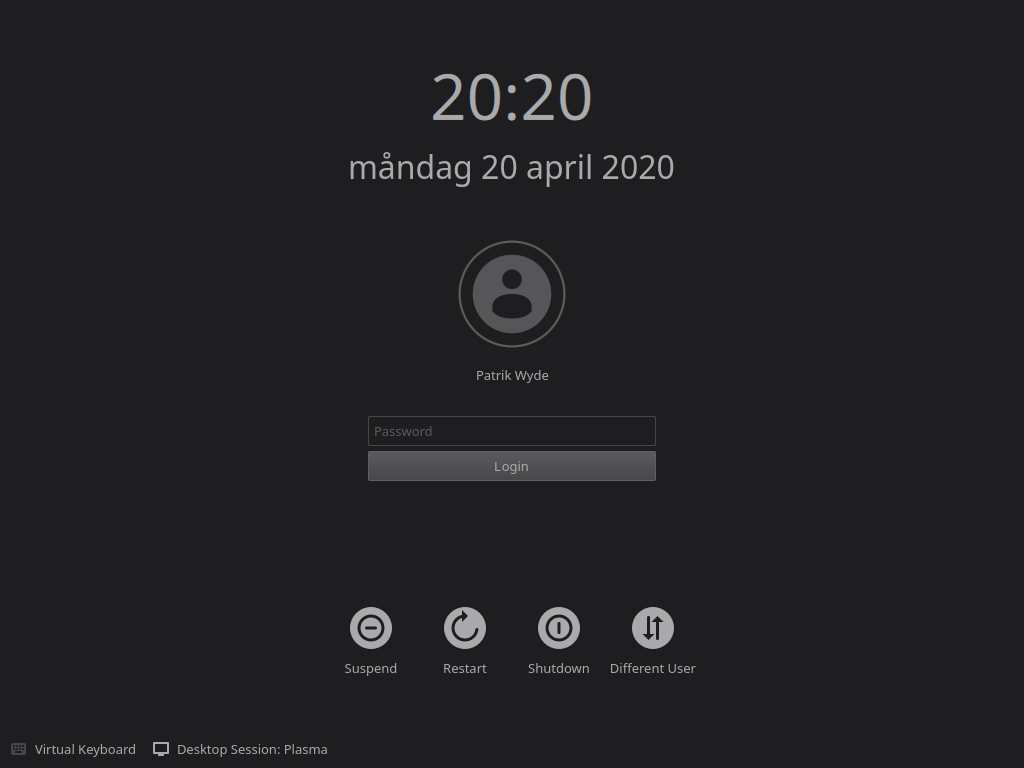 20:20
måndag 20 april 2020
Patrik Wyde
Password
Login
Suspend Restart Shutdown Different User
Virtual Keyboard Desktop Session: Plasma